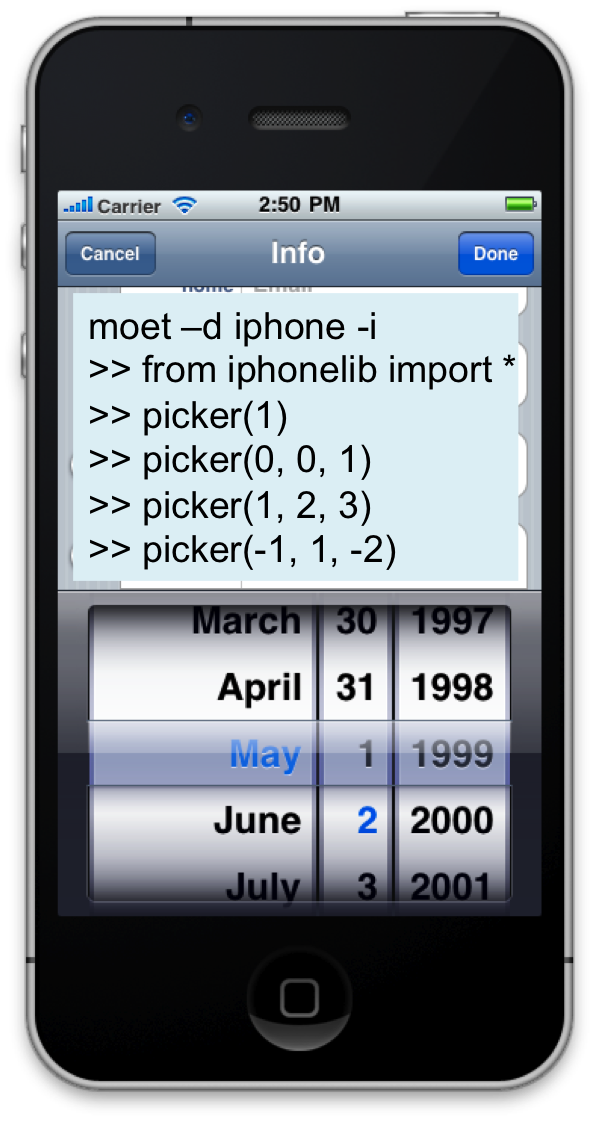 Carrier 2:50 PM
Cancel Info Done
home Email
moet –d iphone -i
>> from iphonelib import *
>> picker(1)
>> picker(0, 0, 1)
>> picker(1, 2, 3)
>> picker(-1, 1, -2)
March 30 1997
April 31 1998
May 1 1999
June 2 2000
July 3 2001